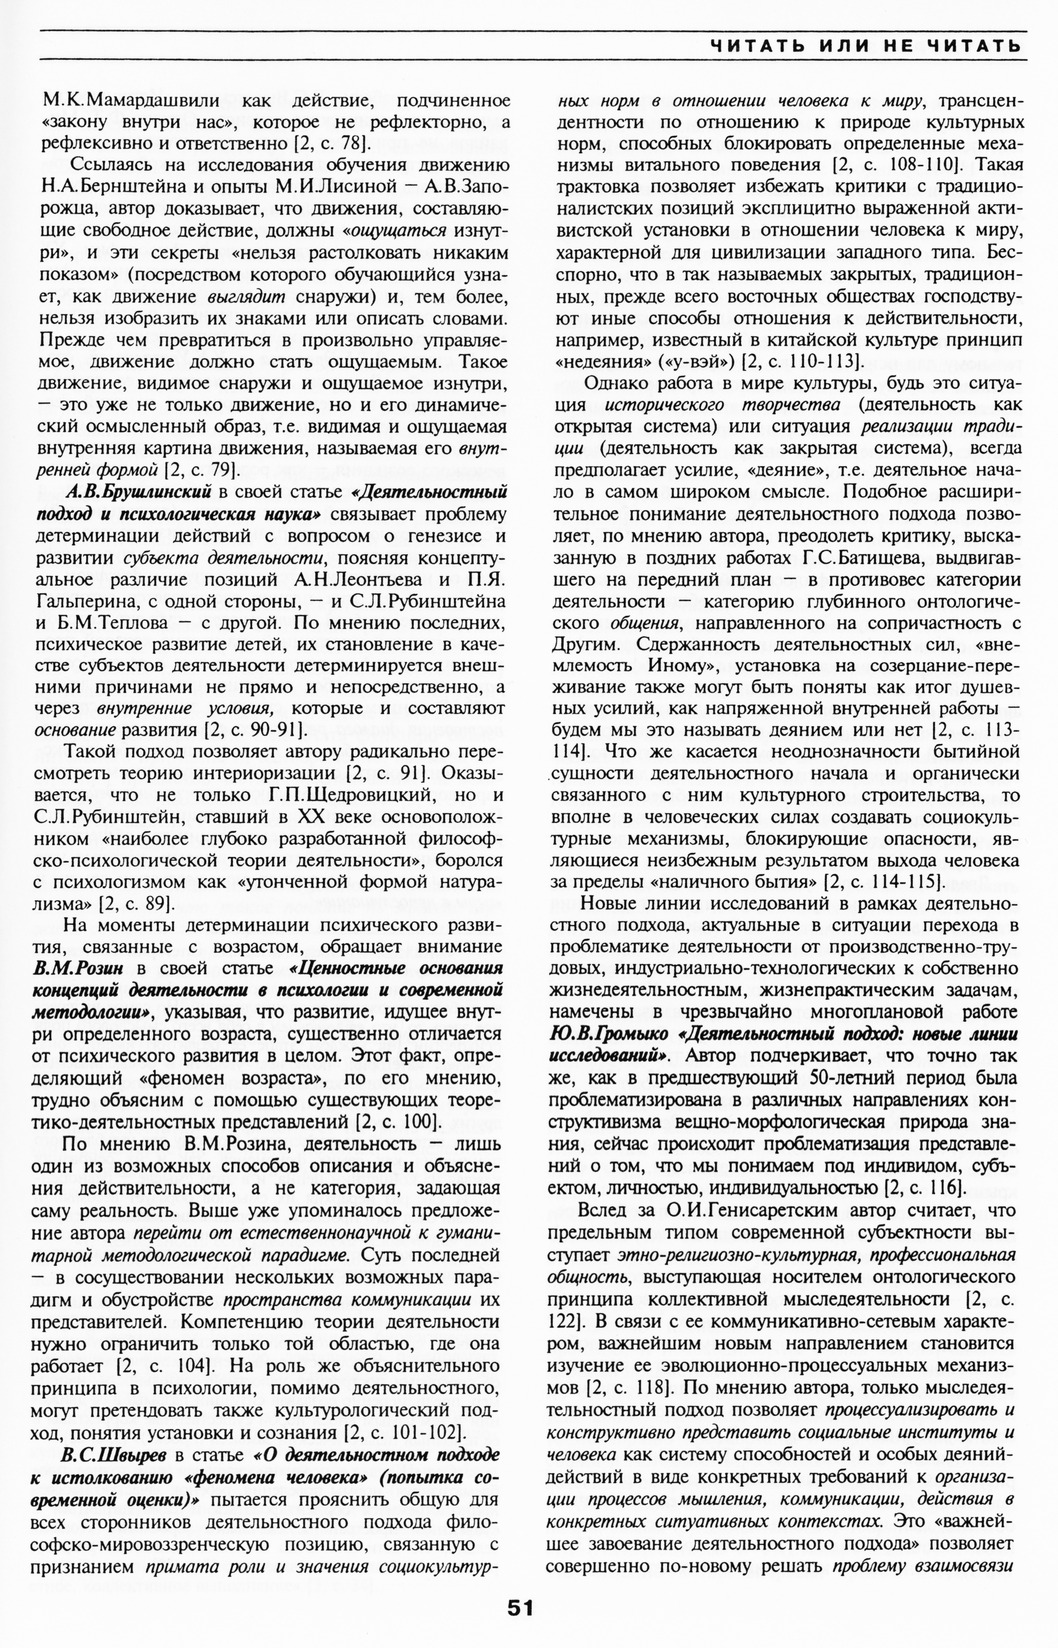 ЧИТАТЬ ИЛИ НЕ ЧИТАТЬ
М.К.Мамардашвили как действие, подчиненное
«закону внутри нас», которое не рефлекторно, а
рефлексивно и ответственно [2, с. 78].
Ссылаясь на исследования обучения движению
Н.А.Бернштейна и опыты М.И.Лисиной — А.В.Запо-
рожца, автор доказывает, что движения, составляю-
щие свободное действие, должны «ощущаться изнут-
ри», и эти секреты «нельзя растолковать никаким
показом» (посредством которого обучающийся узна-
ет, как движение выглядит снаружи) и, тем более,
нельзя изобразить их знаками или описать словами.
Прежде чем превратиться в произвольно управляе-
мое, движение должно стать ощущаемым. Такое
движение, видимое снаружи и ощущаемое изнутри,
— это уже не только движение, но и его динамиче-
ский осмысленный образ, т.е. видимая и ощущаемая
внутренняя картина движения, называемая его внут-
ренней формой [2, с. 79].
А.В.Брушлинский в своей статье «Деятельностный
подход и психологическая наука» связывает проблему
детерминации действий с вопросом о генезисе и
развитии субъекта деятельности, поясняя концепту-
альное различие позиций А.Н.Леонтьева и П.Я.
Гальперина, с одной стороны, — и С.Л.Рубинштейна
и Б.М.Теплова — с другой. По мнению последних,
психическое развитие детей, их становление в каче-
стве субъектов деятельности детерминируется внеш-
ними причинами не прямо и непосредственно, а
через внутренние условия, которые и составляют
основание развития [2, с. 90-91].
Такой подход позволяет автору радикально пере-
смотреть теорию интериоризации [2, с. 91]. Оказы-
вается, что не только Г.П.Щедровицкий, но и
С.Л.Рубинштейн, ставший в XX веке основополож-
ником «наиболее глубоко разработанной философ-
ско-психологической теории деятельности», боролся
с психологизмом как «утонченной формой натура-
лизма» [2, с. 89].
На моменты детерминации психического разви-
тия, связанные с возрастом, обращает внимание
В.М.Розин в своей статье «Ценностные основания
концепций деятельности в психологии и современной
методологии», указывая, что развитие, идущее внут-
ри определенного возраста, существенно отличается
от психического развития в целом. Этот факт, опре-
деляющий «феномен возраста», по его мнению,
трудно объясним с помощью существующих теоре-
тико-деятельностных представлений [2, с. 100].
По мнению В.М.Розина, деятельность — лишь
один из возможных способов описания и объясне-
ния действительности, а не категория, задающая
саму реальность. Выше уже упоминалось предложе-
ние автора перейти от естественнонаучной к гумани-
тарной методологической парадигме. Суть последней
— в сосуществовании нескольких возможных пара-
дигм и обустройстве пространства коммуникации их
представителей. Компетенцию теории деятельности
нужно ограничить только той областью, где она
работает [2, с. 104]. На роль же объяснительного
принципа в психологии, помимо деятельностного,
могут претендовать также культурологический под-
ход, понятия установки и сознания [2, с. 101-102].
В.С.Швырев в статье «О деятельностном подходе
к истолкованию «феномена человека» (попытка со-
временной оценки)» пытается прояснить общую для
всех сторонников деятельностного подхода фило-
софско-мировоззренческую позицию, связанную с
признанием примата роли и значения социокультур-
ных норм в отношении человека к миру, трансцен-
дентности по отношению к природе культурных
норм, способных блокировать определенные меха-
низмы витального поведения [2, с. 108-110]. Такая
трактовка позволяет избежать критики с традицио-
налистских позиций эксплицитно выраженной акти-
вистской установки в отношении человека к миру,
характерной для цивилизации западного типа. Бес-
спорно, что в так называемых закрытых, традицион-
ных, прежде всего восточных обществах господству-
ют иные способы отношения к действительности,
например, известный в китайской культуре принцип
«недеяния» («у-вэй») [2, с. 110-113].
Однако работа в мире культуры, будь это ситуа-
ция исторического творчества (деятельность как
открытая система) или ситуация реализации тради-
ции (деятельность как закрытая система), всегда
предполагает усилие, «деяние», т.е. деятельное нача-
ло в самом широком смысле. Подобное расшири-
тельное понимание деятельностного подхода позво-
ляет, по мнению автора, преодолеть критику, выска-
занную в поздних работах Г.С.Батищева, выдвигав-
шего на передний план — в противовес категории
деятельности — категорию глубинного онтологиче-
ского общения, направленного на сопричастность с
Другим. Сдержанность деятельностных сил, «вне-
млемость Иному», установка на созерцание-пере-
живание также могут быть поняты как итог душев-
ных усилий, как напряженной внутренней работы —
будем мы это называть деянием или нет [2, с. 113-
114]. Что же касается неоднозначности бытийной
сущности деятельностного начала и органически
связанного с ним культурного строительства, то
вполне в человеческих силах создавать социокуль-
турные механизмы, блокирующие опасности, яв-
ляющиеся неизбежным результатом выхода человека
за пределы «наличного бытия» [2, с. 114-115].
Новые линии исследований в рамках деятельно-
стного подхода, актуальные в ситуации перехода в
проблематике деятельности от производственно-тру-
довых, индустриально-технологических к собственно
жизнедеятельностным, жизнепрактическим задачам,
намечены в чрезвычайно многоплановой работе
Ю.В.Громыко «Деятельностный подход: новые линии
исследований». Автор подчеркивает, что точно так
же, как в предшествующий 50-летний период была
проблематизирована в различных направлениях кон-
структивизма вещно-морфологическая природа зна-
ния, сейчас происходит проблематизация представле-
ний о том, что мы понимаем под индивидом, субъ-
ектом, личностью, индивидуальностью [2, с. 116].
Вслед за О.И.Генисаретским автор считает, что
предельным типом современной субъектности вы-
ступает этно-религиозно-культурная, профессиональная
общность, выступающая носителем онтологического
принципа коллективной мыследеятельности [2, с.
122]. В связи с ее коммуникативно-сетевым характе-
ром, важнейшим новым направлением становится
изучение ее эволюционно-процессуальных механиз-
мов [2, с. 118]. По мнению автора, только мыследея-
тельностный подход позволяет процессуализировать и
конструктивно представить социальные институты и
человека как систему способностей и особых деяний-
действий в виде конкретных требований к организа-
ции процессов мышления, коммуникации, действия в
конкретных ситуативных контекстах. Это «важней-
шее завоевание деятельностного подхода» позволяет
совершенно по-новому решать проблему взаимосвязи
51